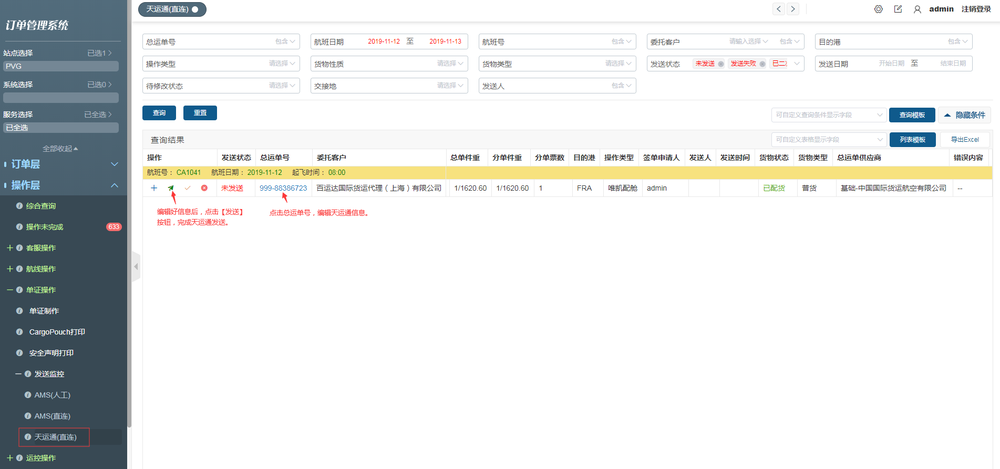 天运通(直连)
admin 注销登录
订单管理系统
站点选择 已选1
PVG
系统选择 已选0
服务选择 已全选
已全选
全部收起
订单层
操作层
综合查询
操作未完成 633
客服操作
航线操作
单证操作
单证制作
CargoPouch打印
安全声明打印
发送监控
AMS(人工)
AMS(直连)
天运通(直连)
运控操作
总运单号 包含 航班日期 2019-11-12 至 2019-11-13 航班号 包含 委托客户 请输入选择 包含 目的港 包含
操作类型 请选择 货物性质 请选择 货物类型 请选择 发送状态 未发送 发送失败 已二 发送日期 开始日期 至 结束日期
待修改状态 请选择 交接地 请选择 发送人 包含
查询 重置 可自定义查询条件显示字段 查询模板 隐藏条件
查询结果 可自定义表格显示字段 列表模板 导出Excel
操作 发送状态 总运单号 委托客户 总单件重 分单件重 分单票数 目的港 操作类型 签单申请人 发送人 发送时间 货物状态 货物类型 总运单供应商 错误内容
航班号： CA1041 航班日期： 2019-11-12 起飞时间： 08:00
未发送 999-88386723 百运达国际货运代理（上海）有限公司 1/1620.60 1/1620.60 1 FRA 唯凯配舱 admin 已配货 普货 基础-中国国际货运航空有限公司 --
编辑好信息后，点击【发送】
按钮，完成天运通发送。
点击总运单号，编辑天运通信息。